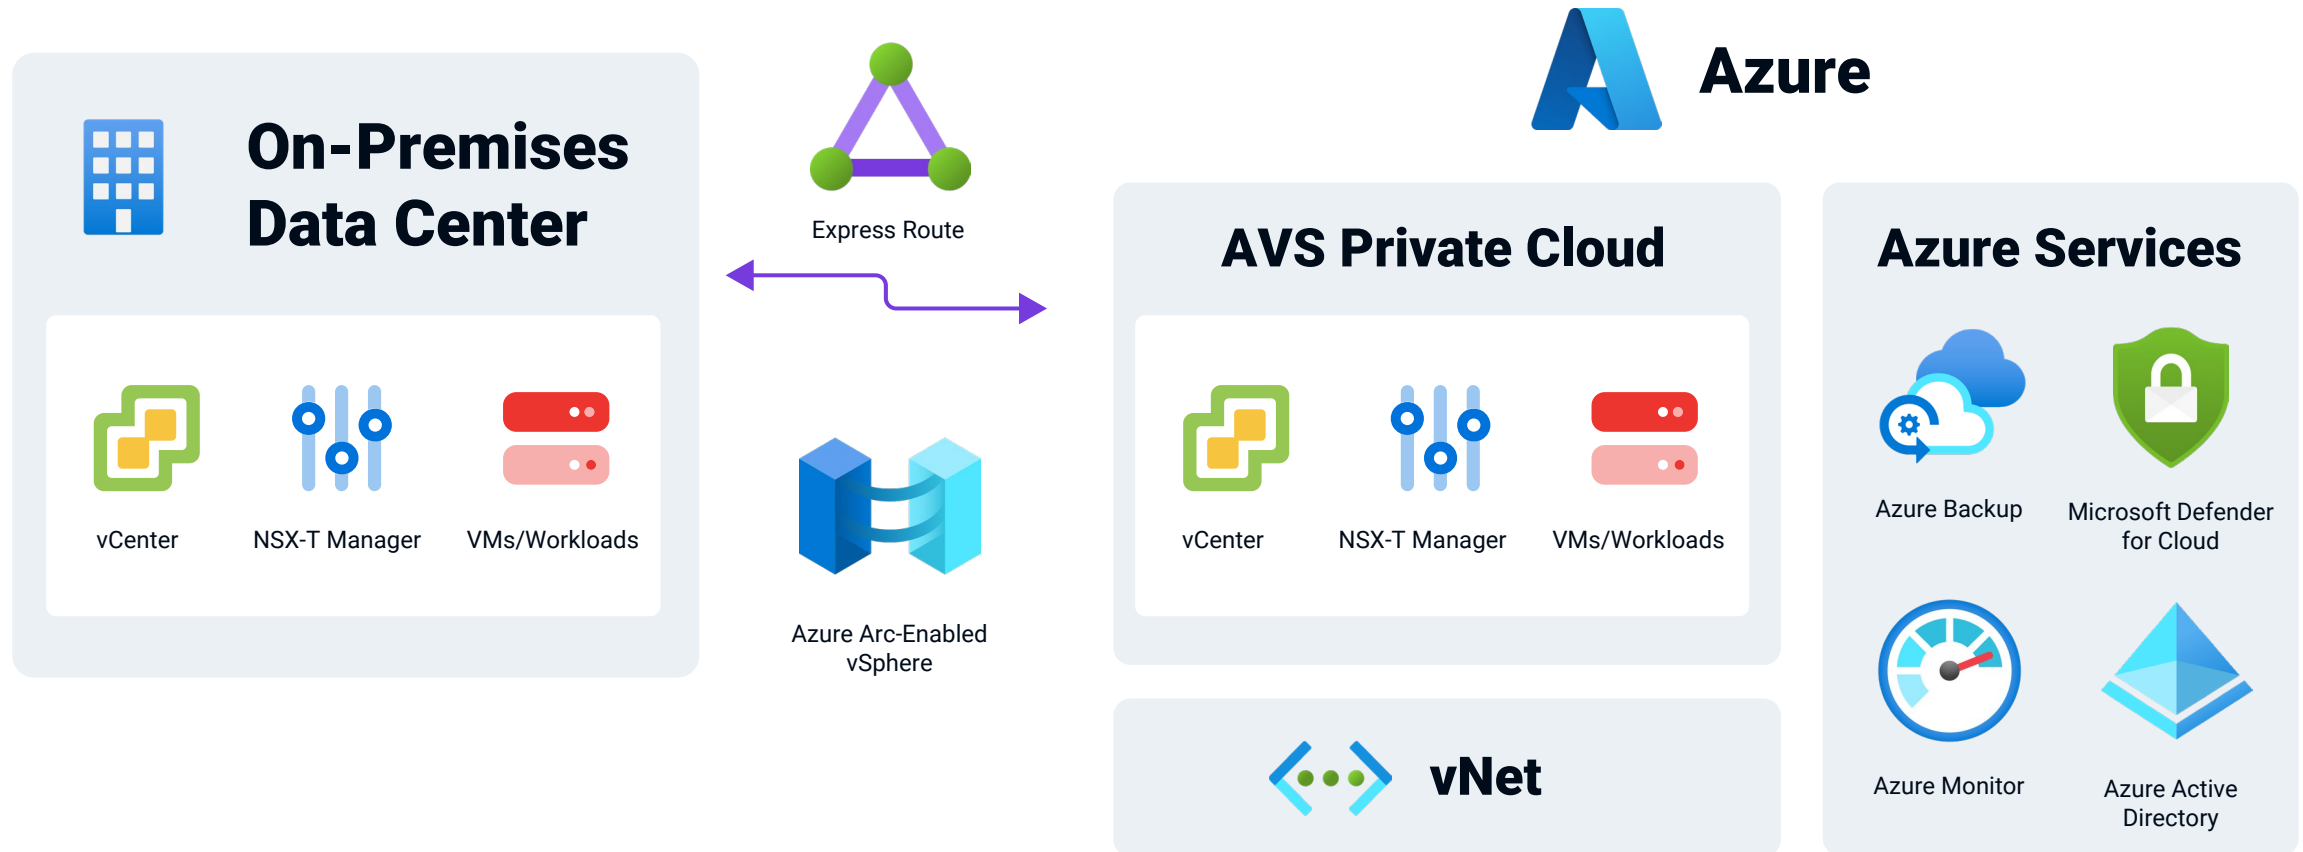 On-Premises
Data Center
vCenter
NSX-T Manager
VMs/Workloads
Express Route
Azure Arc-Enabled
vSphere
Azure
AVS Private Cloud
vCenter
NSX-T Manager
VMs/Workloads
vNet
Azure Services
Azure Backup
Microsoft Defender
for Cloud
Azure Monitor
Azure Active
Directory